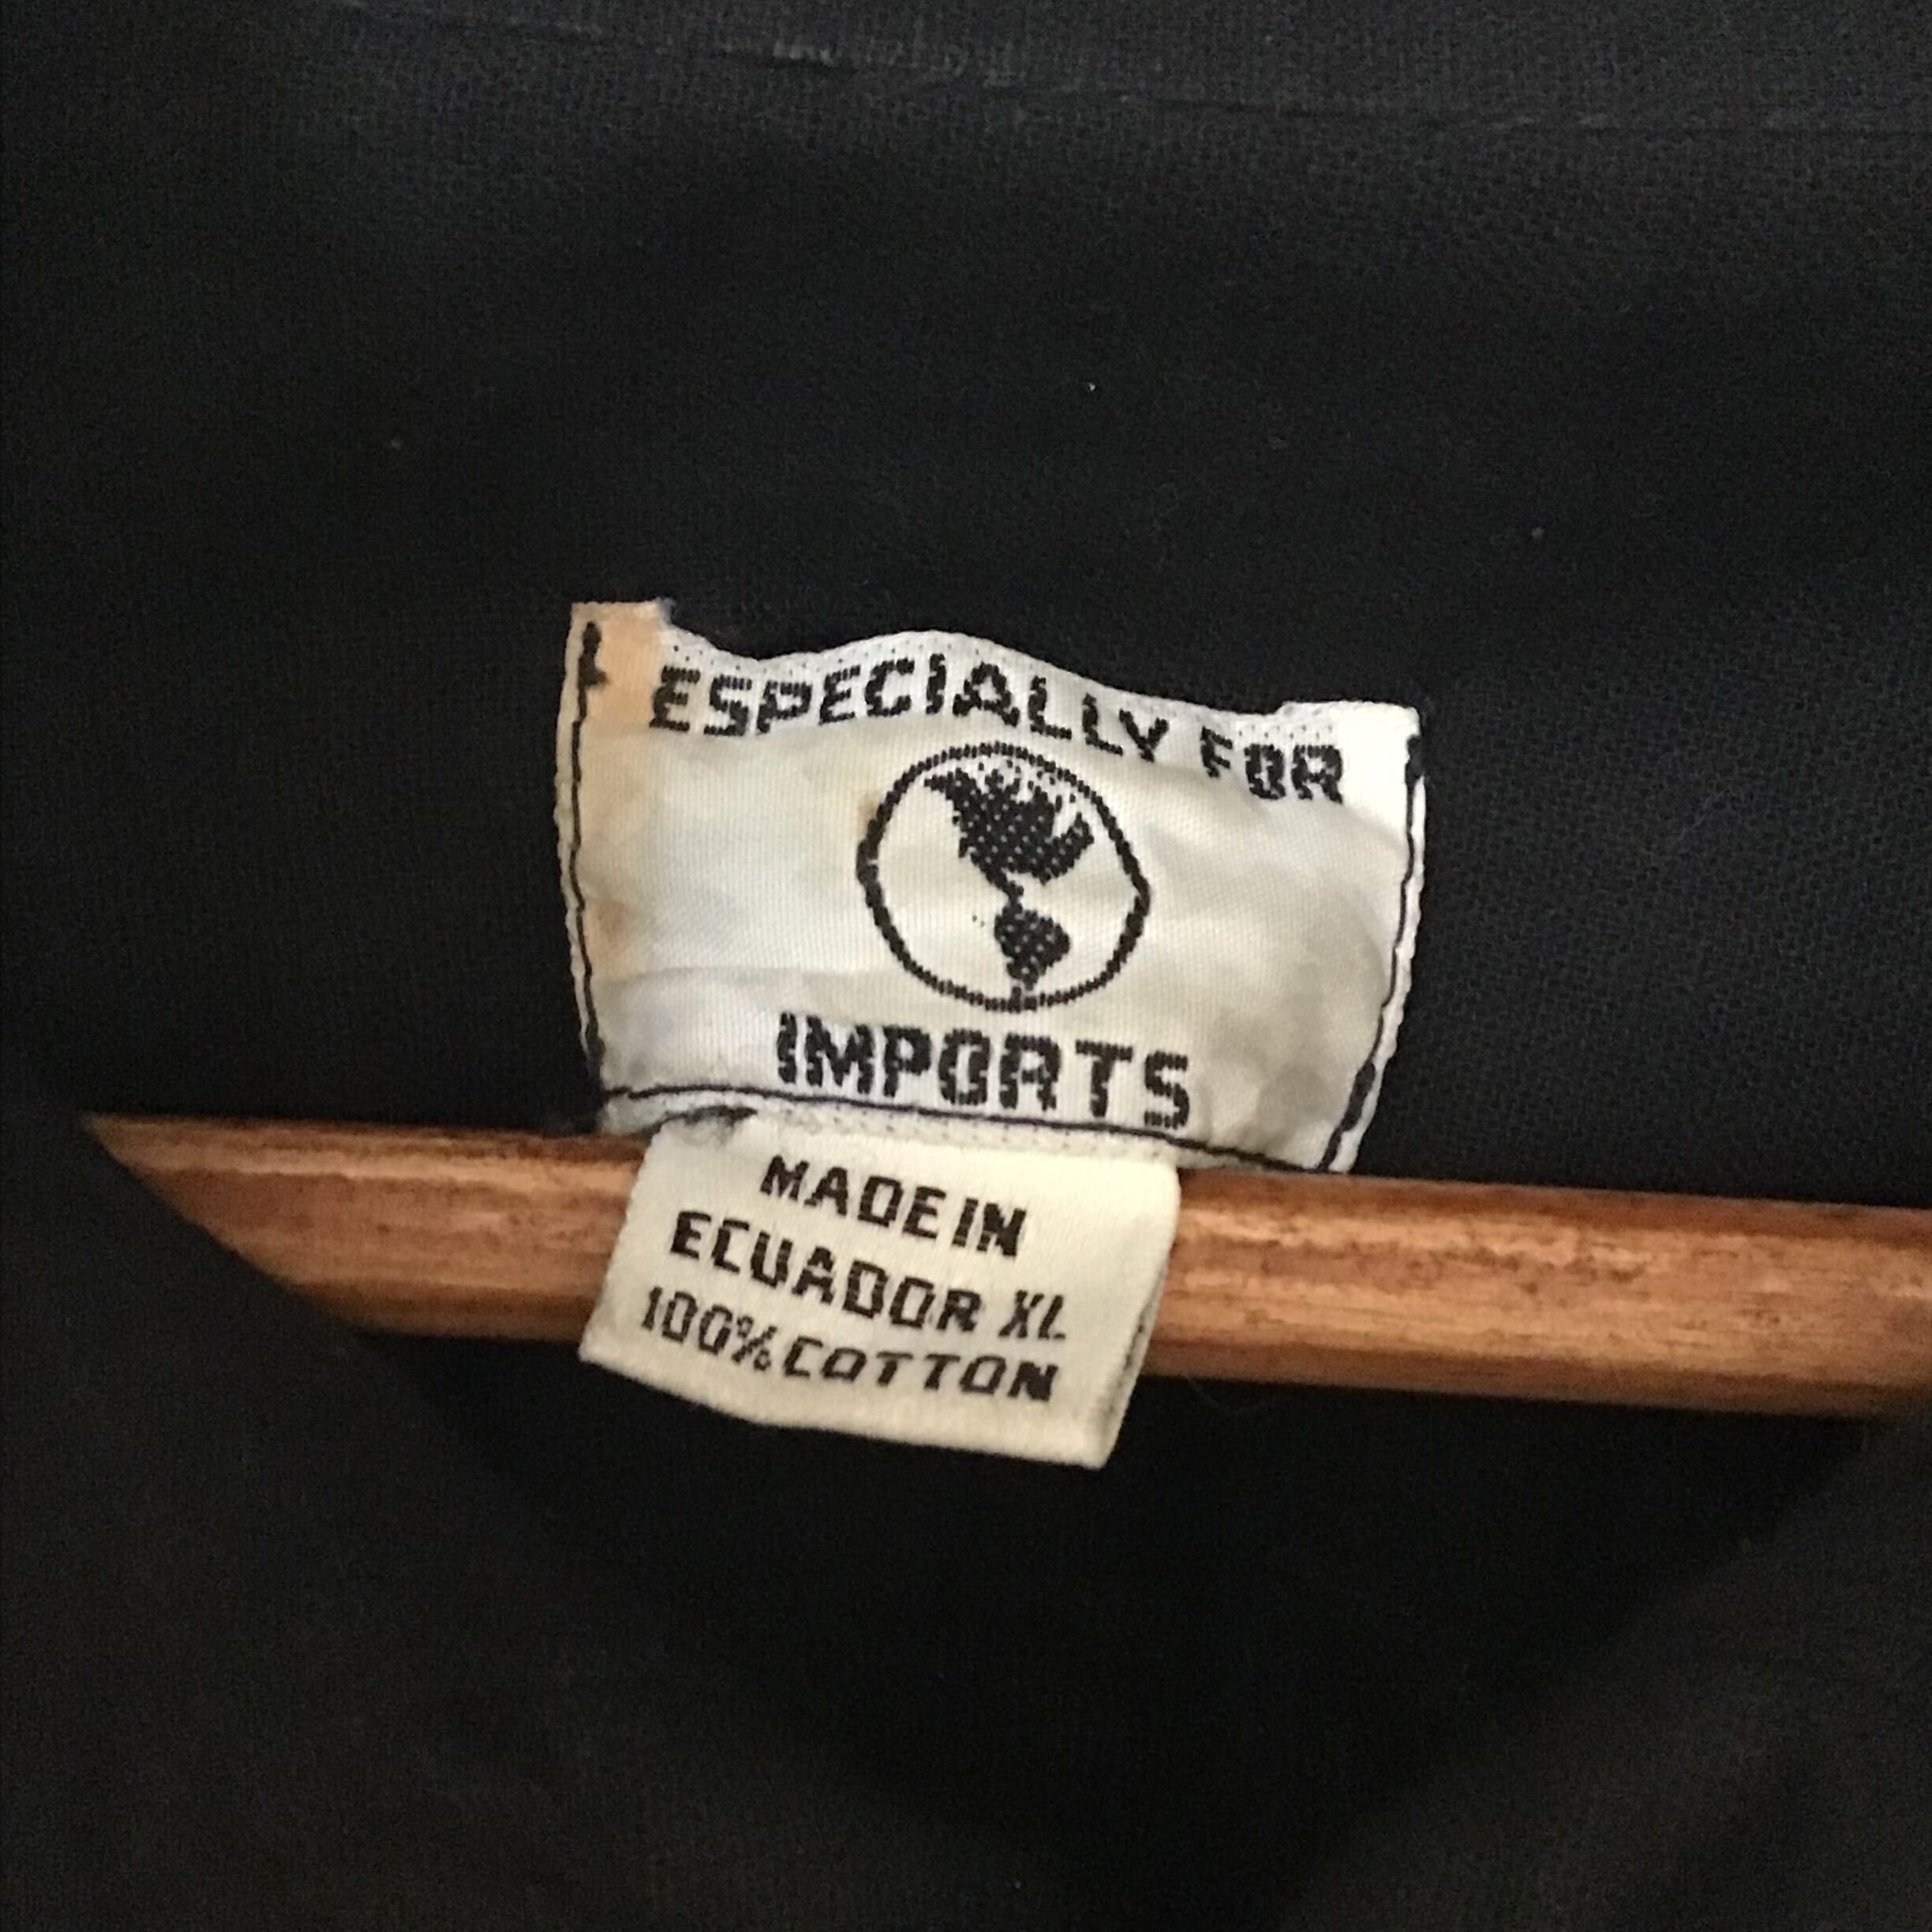 ESPECIALLY FOR
IMPORTS
MADE IN
ECUADOR XL
100% COTTON